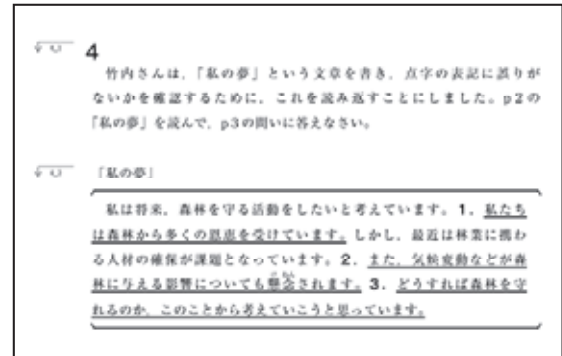 4
竹内さんは、「私の夢」という文章を書き、点字の表記に誤りが
ないかを確認するために、これを読み返すことにしました。p2の
「私の夢」を読んで、p3の問いに答えなさい。
「私の夢」
私は将来、森林を守る活動をしたいと考えています。1．私たち
は森林から多くの恩恵を受けています。しかし、最近は林業に携わ
る人材の確保が課題となっています。2．また、気候変動などが森
林に与える影響についても懸念されます。3．どうすれば森林を守
れるのか、このことから考えていこうと思っています。